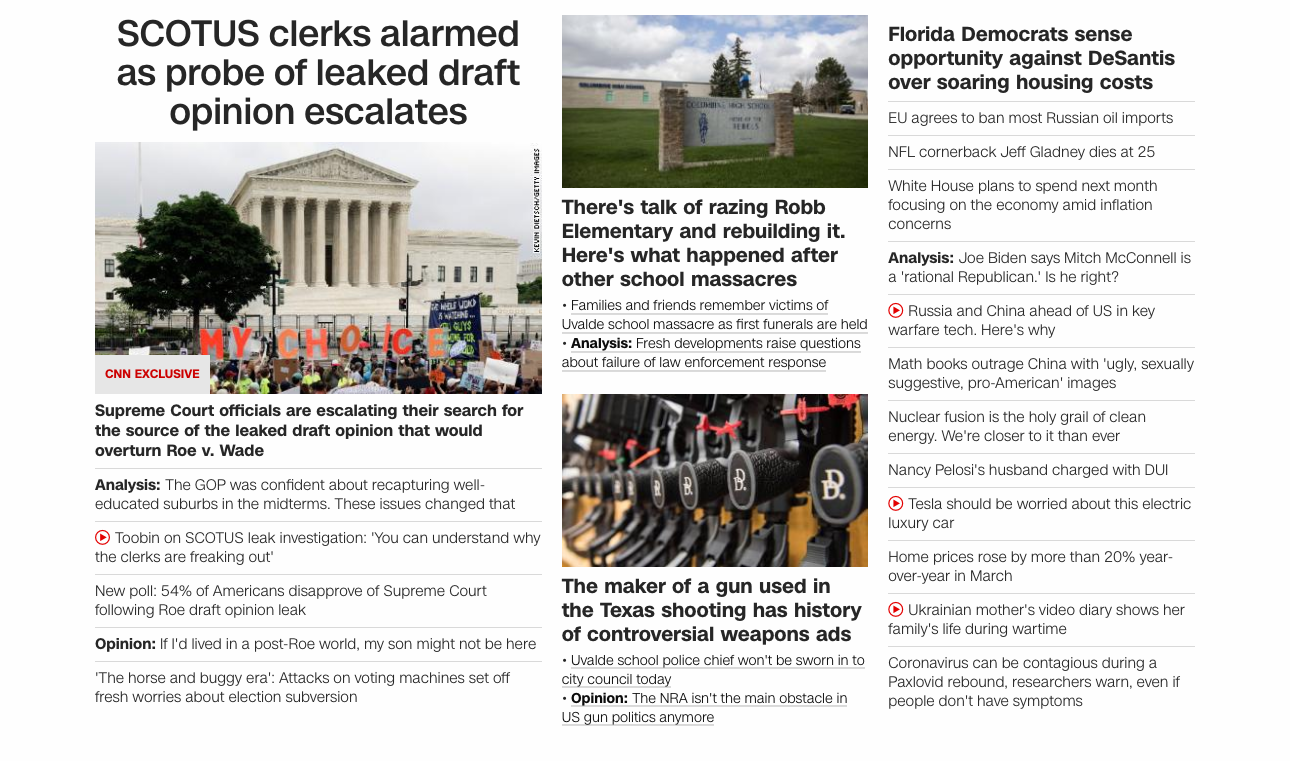 SCOTUS clerks alarmed
as probe of leaked draft
opinion escalates
KEVIN DIETSCH/GETTY IMAGES
MY CHOICE
CNN EXCLUSIVE
Supreme Court officials are escalating their search for
the source of the leaked draft opinion that would
overturn Roe v. Wade
Analysis: The GOP was confident about recapturing well-
educated suburbs in the midterms. These issues changed that
Toobin on SCOTUS leak investigation: 'You can understand why
the clerks are freaking out'
New poll: 54% of Americans disapprove of Supreme Court
following Roe draft opinion leak
Opinion: If I'd lived in a post-Roe world, my son might not be here
'The horse and buggy era': Attacks on voting machines set off
fresh worries about election subversion
COLUMBINE HIGH SCHOOL
COLUMBINE HIGH SCHOOL
HOME OF THE
REBELS
There's talk of razing Robb
Elementary and rebuilding it.
Here's what happened after
other school massacres
• Families and friends remember victims of
Uvalde school massacre as first funerals are held
• Analysis: Fresh developments raise questions
about failure of law enforcement response
The maker of a gun used in
the Texas shooting has history
of controversial weapons ads
• Uvalde school police chief won't be sworn in to
city council today
• Opinion: The NRA isn't the main obstacle in
US gun politics anymore
Florida Democrats sense
opportunity against DeSantis
over soaring housing costs
EU agrees to ban most Russian oil imports
NFL cornerback Jeff Gladney dies at 25
White House plans to spend next month
focusing on the economy amid inflation
concerns
Analysis: Joe Biden says Mitch McConnell is
a 'rational Republican.' Is he right?
Russia and China ahead of US in key
warfare tech. Here's why
Math books outrage China with 'ugly, sexually
suggestive, pro-American' images
Nuclear fusion is the holy grail of clean
energy. We're closer to it than ever
Nancy Pelosi's husband charged with DUI
Tesla should be worried about this electric
luxury car
Home prices rose by more than 20% year-
over-year in March
Ukrainian mother's video diary shows her
family's life during wartime
Coronavirus can be contagious during a
Paxlovid rebound, researchers warn, even if
people don't have symptoms